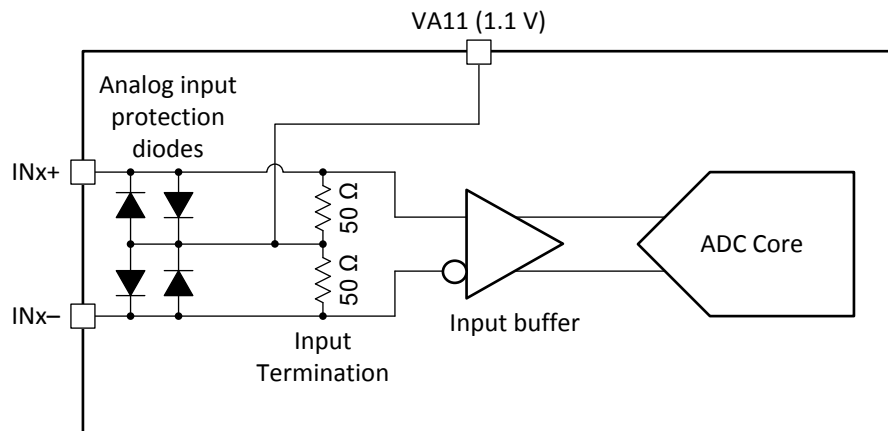 VA11 (1.1 V)
Analog input
protection
diodes
INx+
50 Ω
50 Ω
ADC Core
INx–
Input
Termination
Input buffer